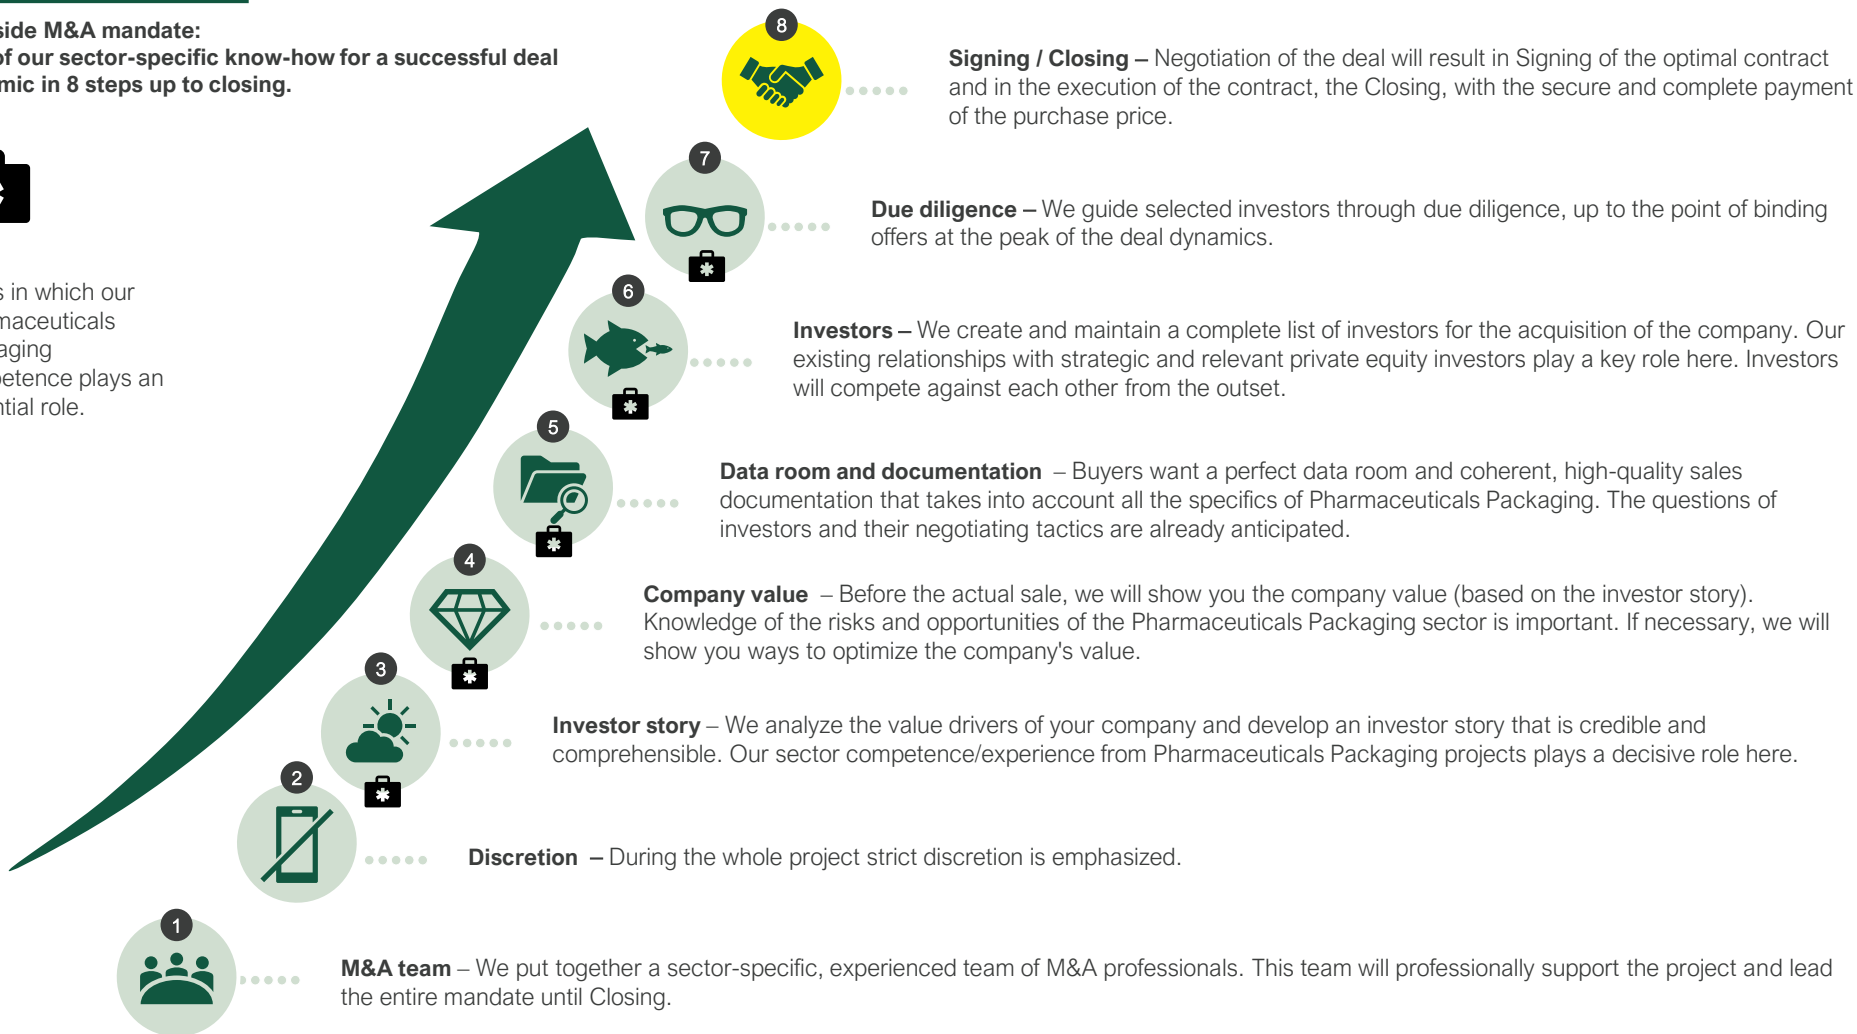 side M&A mandate:
of our sector-specific know-how for a successful deal
mic in 8 steps up to closing.
in which our
maceuticals
aging
petence plays an
ntial role.
8
Signing / Closing – Negotiation of the deal will result in Signing of the optimal contract
and in the execution of the contract, the Closing, with the secure and complete payment
of the purchase price.
7
Due diligence – We guide selected investors through due diligence, up to the point of binding
offers at the peak of the deal dynamics.
6
Investors – We create and maintain a complete list of investors for the acquisition of the company. Our
existing relationships with strategic and relevant private equity investors play a key role here. Investors
will compete against each other from the outset.
5
Data room and documentation – Buyers want a perfect data room and coherent, high-quality sales
documentation that takes into account all the specifics of Pharmaceuticals Packaging. The questions of
investors and their negotiating tactics are already anticipated.
4
Company value – Before the actual sale, we will show you the company value (based on the investor story).
Knowledge of the risks and opportunities of the Pharmaceuticals Packaging sector is important. If necessary, we will
show you ways to optimize the company's value.
3
Investor story – We analyze the value drivers of your company and develop an investor story that is credible and
comprehensible. Our sector competence/experience from Pharmaceuticals Packaging projects plays a decisive role here.
2
Discretion – During the whole project strict discretion is emphasized.
1
M&A team – We put together a sector-specific, experienced team of M&A professionals. This team will professionally support the project and lead
the entire mandate until Closing.